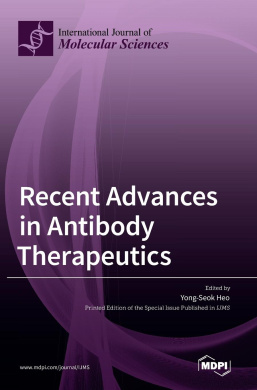 International Journal of
Molecular Sciences
Recent Advances
in Antibody
Therapeutics
Edited by
Yong-Seok Heo
Printed Edition of the Special Issue Published in IJMS
www.mdpi.com/journal/IJMS
MDPI